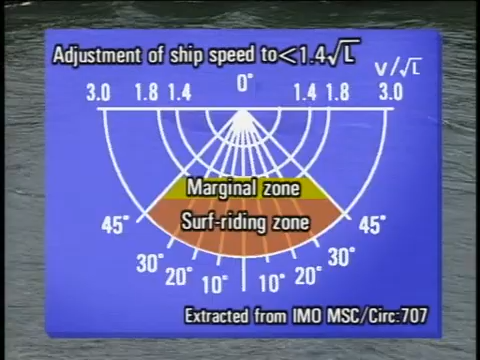 Adjustment of ship speed to<1.4√L
V/√L
0°
3.0 1.8 1.4 1.4 1.8 3.0
Marginal zone
Surf-riding zone
45° 45°
30° 30°
20° 20°
10° 10°
Extracted from IMO MSC/Circ:707